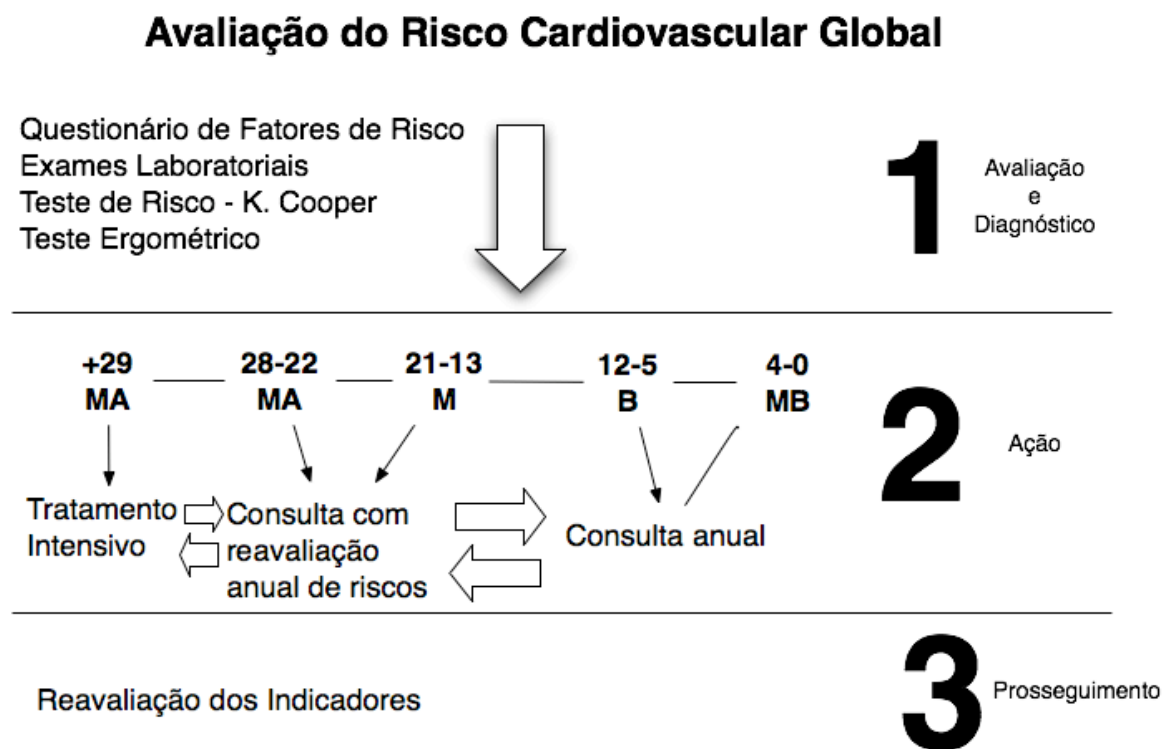 Avaliação do Risco Cardiovascular Global
Questionário de Fatores de Risco
Exames Laboratoriais
Teste de Risco - K. Cooper
Teste Ergométrico
1
Avaliação
e
Diagnóstico
+29
MA
28-22
MA
21-13
M
12-5
B
4-0
MB
2
Ação
Tratamento
Intensivo
Consulta com
reavaliação
anual de riscos
Consulta anual
3
Prosseguimento
Reavaliação dos Indicadores